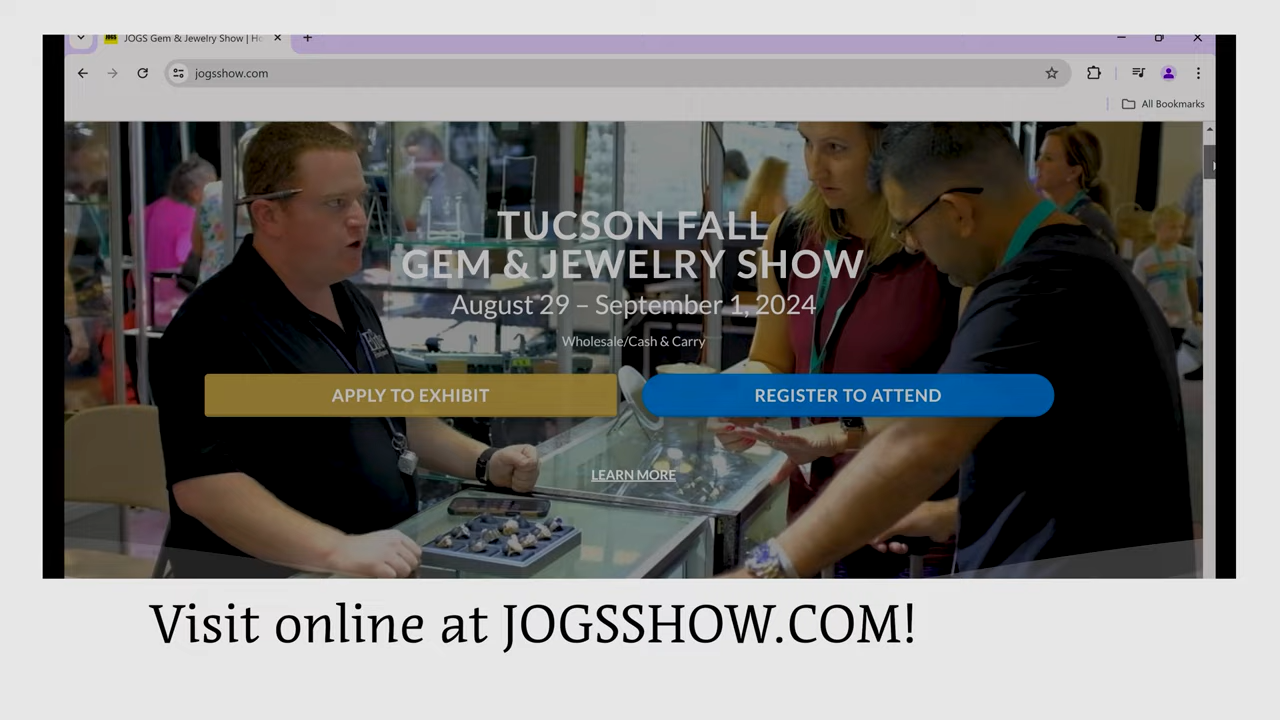 JOGS Gem & Jewelry Show | Ho
jogsshow.com
All Bookmarks
TUCSON FALL
GEM & JEWELRY SHOW
August 29 – September 1, 2024
Wholesale/Cash & Carry
APPLY TO EXHIBIT
REGISTER TO ATTEND
LEARN MORE
Visit online at JOGSSHOW.COM!